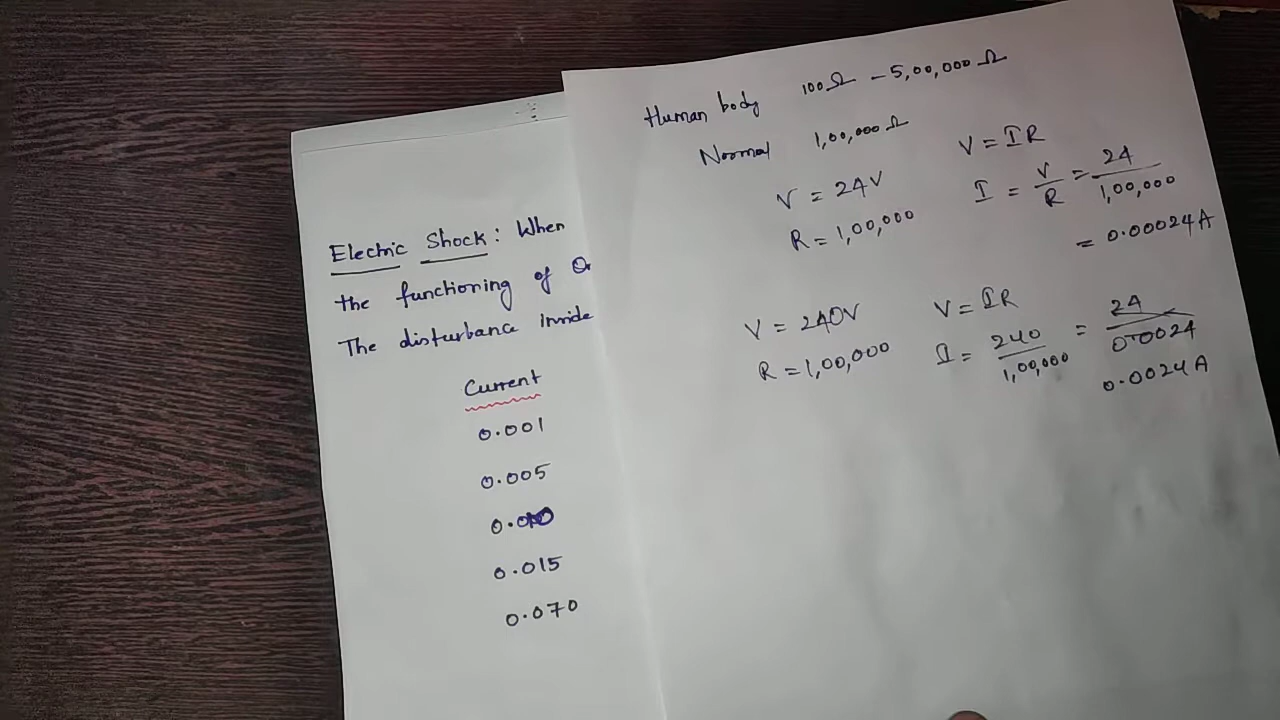 Electric Shock: When
the functioning of Or
The disturbance inside
Current
0.001
0.005
0.015
0.070
Human body 100Ω - 5,00,000 Ω
Normal 1,00,000 Ω
V = 24V
R = 1,00,000
V = IR
I = V/R = 24/1,00,000
= 0.00024A
V = 240V
R = 1,00,000
V = IR
I = 240/1,00,000 = 24/0.0024
0.0024A